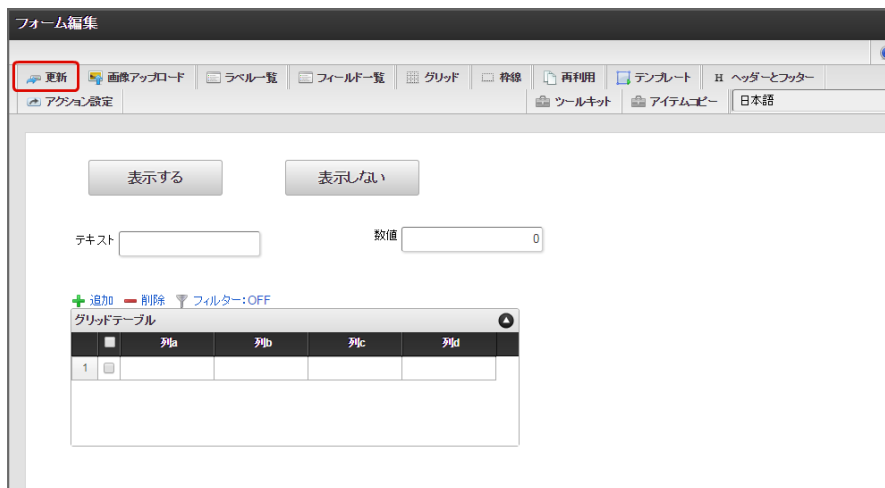 フォーム編集
更新 画像アップロード ラベル一覧 フィールド一覧 グリッド 枠線 再利用 テンプレート H ヘッダーとフッター
アクション設定 ツールキット アイテムコピー 日本語
表示する 表示しない
テキスト 数値 0
追加 削除 フィルター:OFF
グリッドテーブル
列a 列b 列c 列d
1